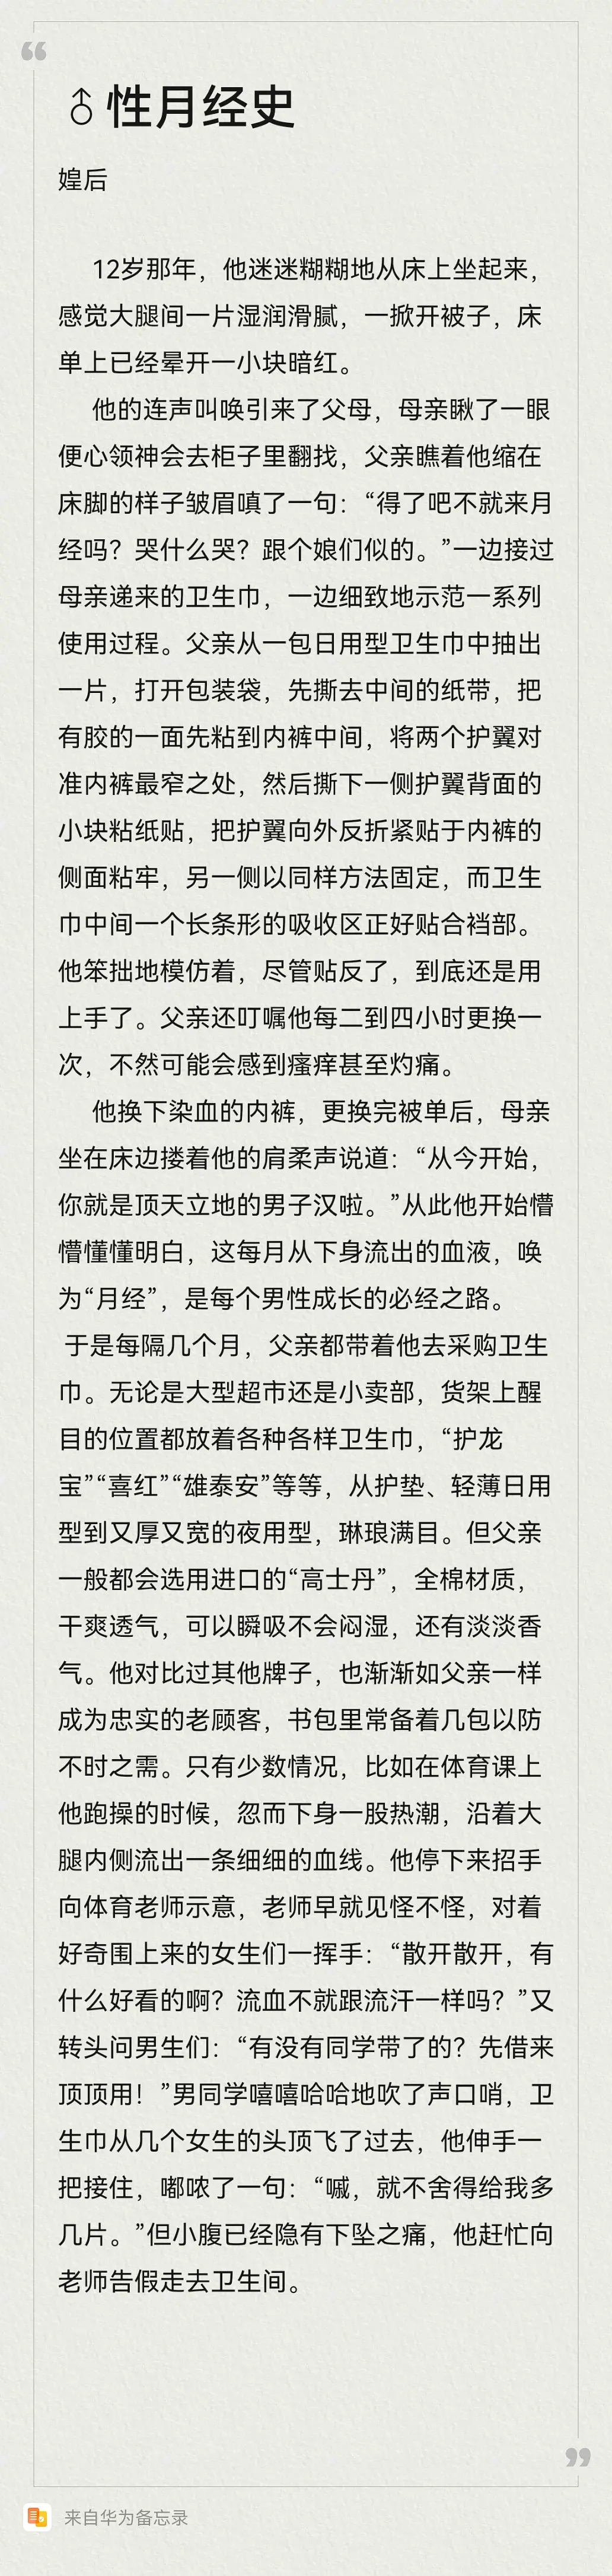 “
♂性月经史
媓后
12岁那年，他迷迷糊糊地从床上坐起来，
感觉大腿间一片湿润滑腻，一掀开被子，床
单上已经晕开一小块暗红。
他的连声叫唤引来了父母，母亲瞅了一眼
便心领神会去柜子里翻找，父亲瞧着他缩在
床脚的样子皱眉嗔了一句：“得了吧不就来月
经吗？哭什么哭？跟个娘们似的。”一边接过
母亲递来的卫生巾，一边细致地示范一系列
使用过程。父亲从一包日用型卫生巾中抽出
一片，打开包装袋，先撕去中间的纸带，把
有胶的一面先粘到内裤中间，将两个护翼对
准内裤最窄之处，然后撕下一侧护翼背面的
小块粘纸贴，把护翼向外反折紧贴于内裤的
侧面粘牢，另一侧以同样方法固定，而卫生
巾中间一个长条形的吸收区正好贴合裆部。
他笨拙地模仿着，尽管贴反了，到底还是用
上手了。父亲还叮嘱他每二到四小时更换一
次，不然可能会感到瘙痒甚至灼痛。
他换下染血的内裤，更换完被单后，母亲
坐在床边搂着他的肩柔声说道：“从今开始，
你就是顶天立地的男子汉啦。”从此他开始懵
懵懂懂明白，这每月从下身流出的血液，唤
为“月经”，是每个男性成长的必经之路。
于是每隔几个月，父亲都带着他去采购卫生
巾。无论是大型超市还是小卖部，货架上醒
目的位置都放着各种各样卫生巾，“护龙
宝”“喜红”“雄泰安”等等，从护垫、轻薄日用
型到又厚又宽的夜用型，琳琅满目。但父亲
一般都会选用进口的“高士丹”，全棉材质，
干爽透气，可以瞬吸不会闷湿，还有淡淡香
气。他对比过其他牌子，也渐渐如父亲一样
成为忠实的老顾客，书包里常备着几包以防
不时之需。只有少数情况，比如在体育课上
他跑操的时候，忽而下身一股热潮，沿着大
腿内侧流出一条细细的血线。他停下来招手
向体育老师示意，老师早就见怪不怪，对着
好奇围上来的女生们一挥手：“散开散开，有
什么好看的啊？流血不就跟流汗一样吗？”又
转头问男生们：“有没有同学带了的？先借来
顶顶用！”男同学嘻嘻哈哈地吹了声口哨，卫
生巾从几个女生的头顶飞了过去，他伸手一
把接住，嘟哝了一句：“嘁，就不舍得给我多
几片。”但小腹已经隐有下坠之痛，他赶忙向
老师告假走去卫生间。
”
来自华为备忘录